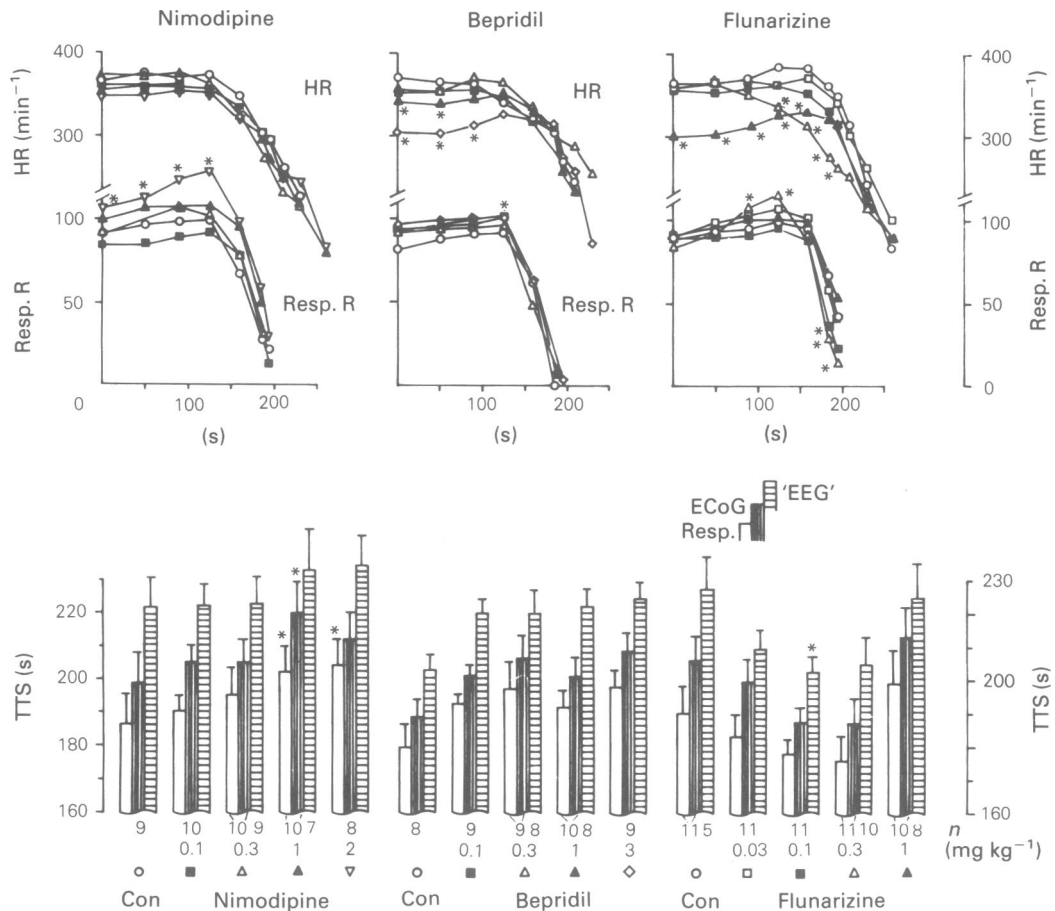 Nimodipine Bepridil Flunarizine
400 400
HR (min⁻¹) HR HR HR HR (min⁻¹)
300 300
* * * *
* * *
* * * * * * * *
100 100
Resp. R Resp. R Resp. R Resp. R Resp. R
50 50
0 100 200 100 200 100 200 0
(s) (s) (s)
ECoG 'EEG'
Resp.
TTS (s) TTS (s)
220 230
200 200
180
160 160
9 10 10 9 10 7 8 8 9 9 8 10 8 9 11 5 11 11 11 10 10 8 n
0.1 0.3 1 2 0.1 0.3 1 3 0.03 0.1 0.3 1 (mg kg⁻¹)
○ ■ △ ▲ ▽ ○ ■ △ ▲ ◇ ○ □ ■ △ ▲
Con Nimodipine Con Bepridil Con Flunarizine